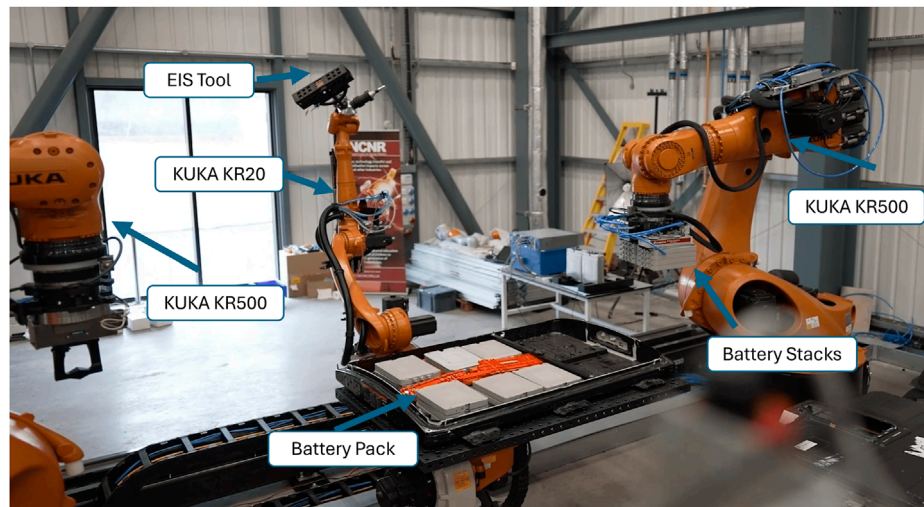 EIS Tool
NCNR
KUKA KR20
KUKA
KUKA KR500
KUKA KR500
Battery Stacks
Battery Pack